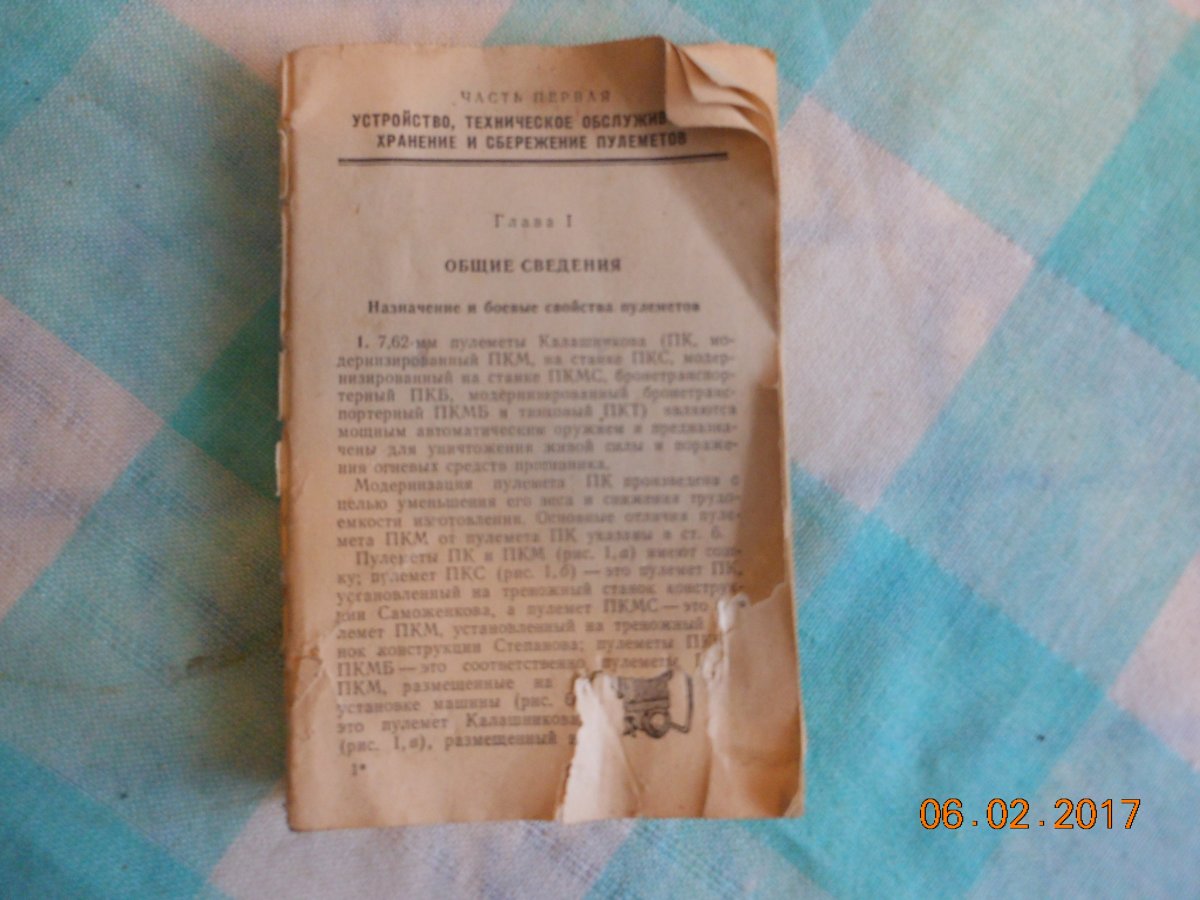 ЧАСТЬ ПЕРВАЯ
УСТРОЙСТВО, ТЕХНИЧЕСКОЕ ОБСЛУЖИВ
ХРАНЕНИЕ И СБЕРЕЖЕНИЕ ПУЛЕМЕТОВ
Глава I
ОБЩИЕ СВЕДЕНИЯ
Назначение и боевые свойства пулеметов
1. 7,62-мм пулеметы Калашникова (ПК, мо-
дернизированный ПКМ, на станке ПКС, модер-
низированный на станке ПКМС, бронетранспор-
терный ПКБ, модернизированный бронетранс-
портерный ПКМБ и танковый ПКТ) являются
мощным автоматическим оружием и предназна-
чены для уничтожения живой силы и пораже-
ния огневых средств противника.
Модернизация пулемета ПК произведена с
целью уменьшения его веса и снижения трудо-
емкости изготовления. Основные отличия пуле-
мета ПКМ от пулемета ПК указаны в ст. 6.
Пулеметы ПК и ПКМ (рис. 1, а) имеют сош-
ку; пулемет ПКС (рис. 1, б) — это пулемет ПК,
установленный на треножный станок конструк-
ции Саможенкова, а пулемет ПКМС — это
лемет ПКМ, установленный на треножный
нок конструкции Степанова; пулеметы
ПКМБ — это соответственно пулеметы
ПКМ, размещенные на
установке машины (рис.
это пулемет Калашникова
(рис. 1, в), размещенный
1*
06.02.2017